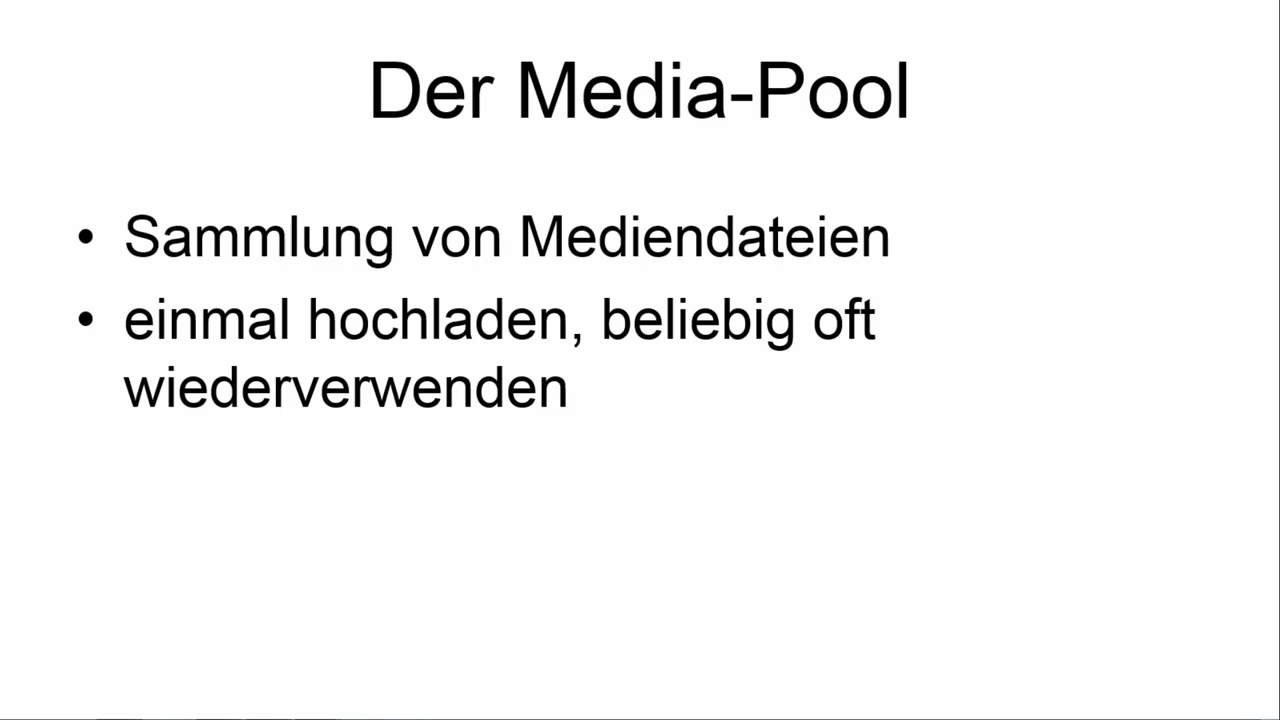 Der Media-Pool
• Sammlung von Mediendateien
• einmal hochladen, beliebig oft
wiederverwenden